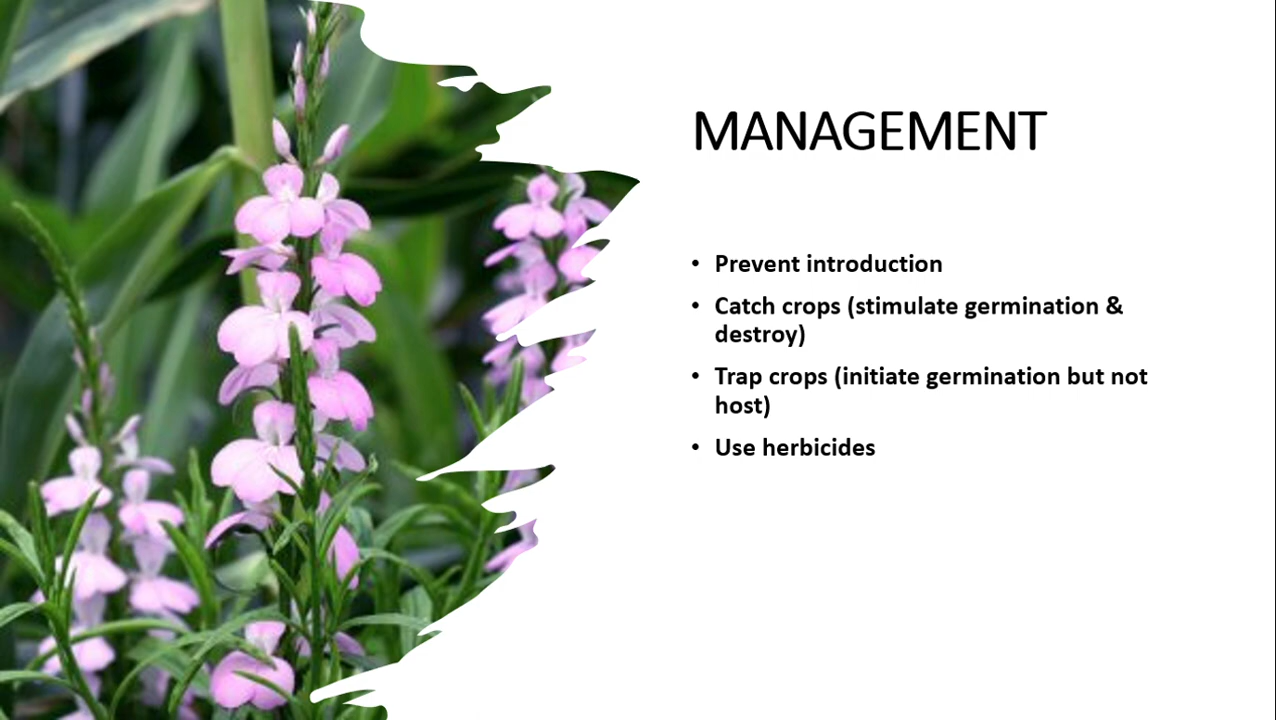 MANAGEMENT
• Prevent introduction
• Catch crops (stimulate germination &
destroy)
• Trap crops (initiate germination but not
host)
• Use herbicides